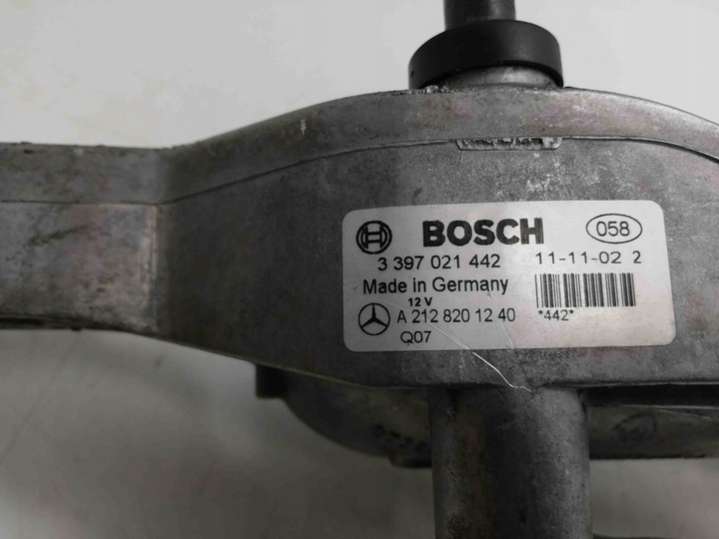 BOSCH 058
3 397 021 442 11-11-02 2
Made in Germany
12 V
A 212 820 12 40 *442*
Q07